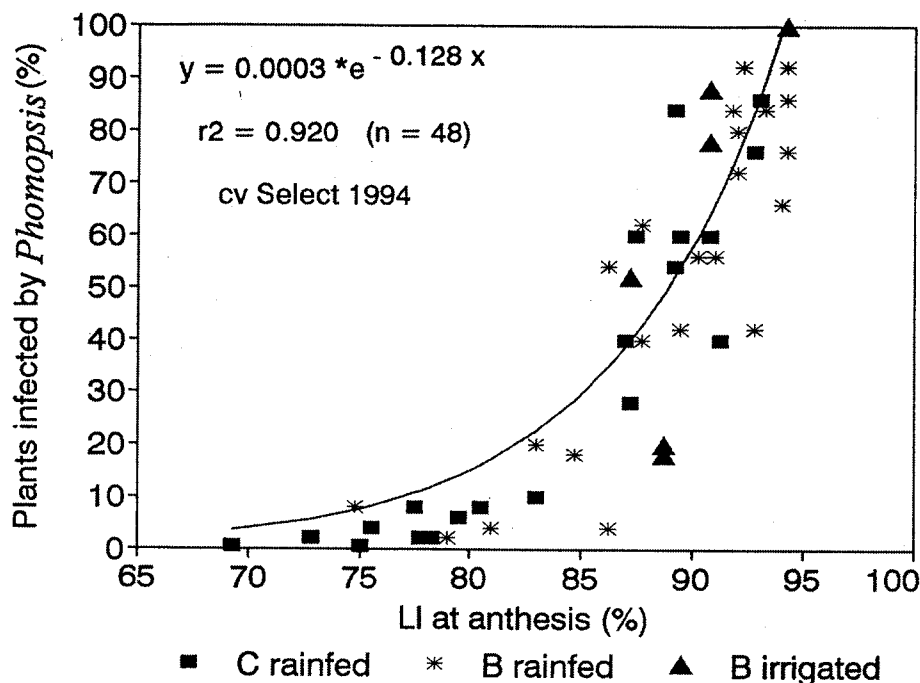 Plants infected by Phomopsis (%)
100
90
80
70
60
50
40
30
20
10
0
y = 0.0003 *e - 0.128 x
r2 = 0.920 (n = 48)
cv Select 1994
65 70 75 80 85 90 95 100
LI at anthesis (%)
C rainfed B rainfed B irrigated